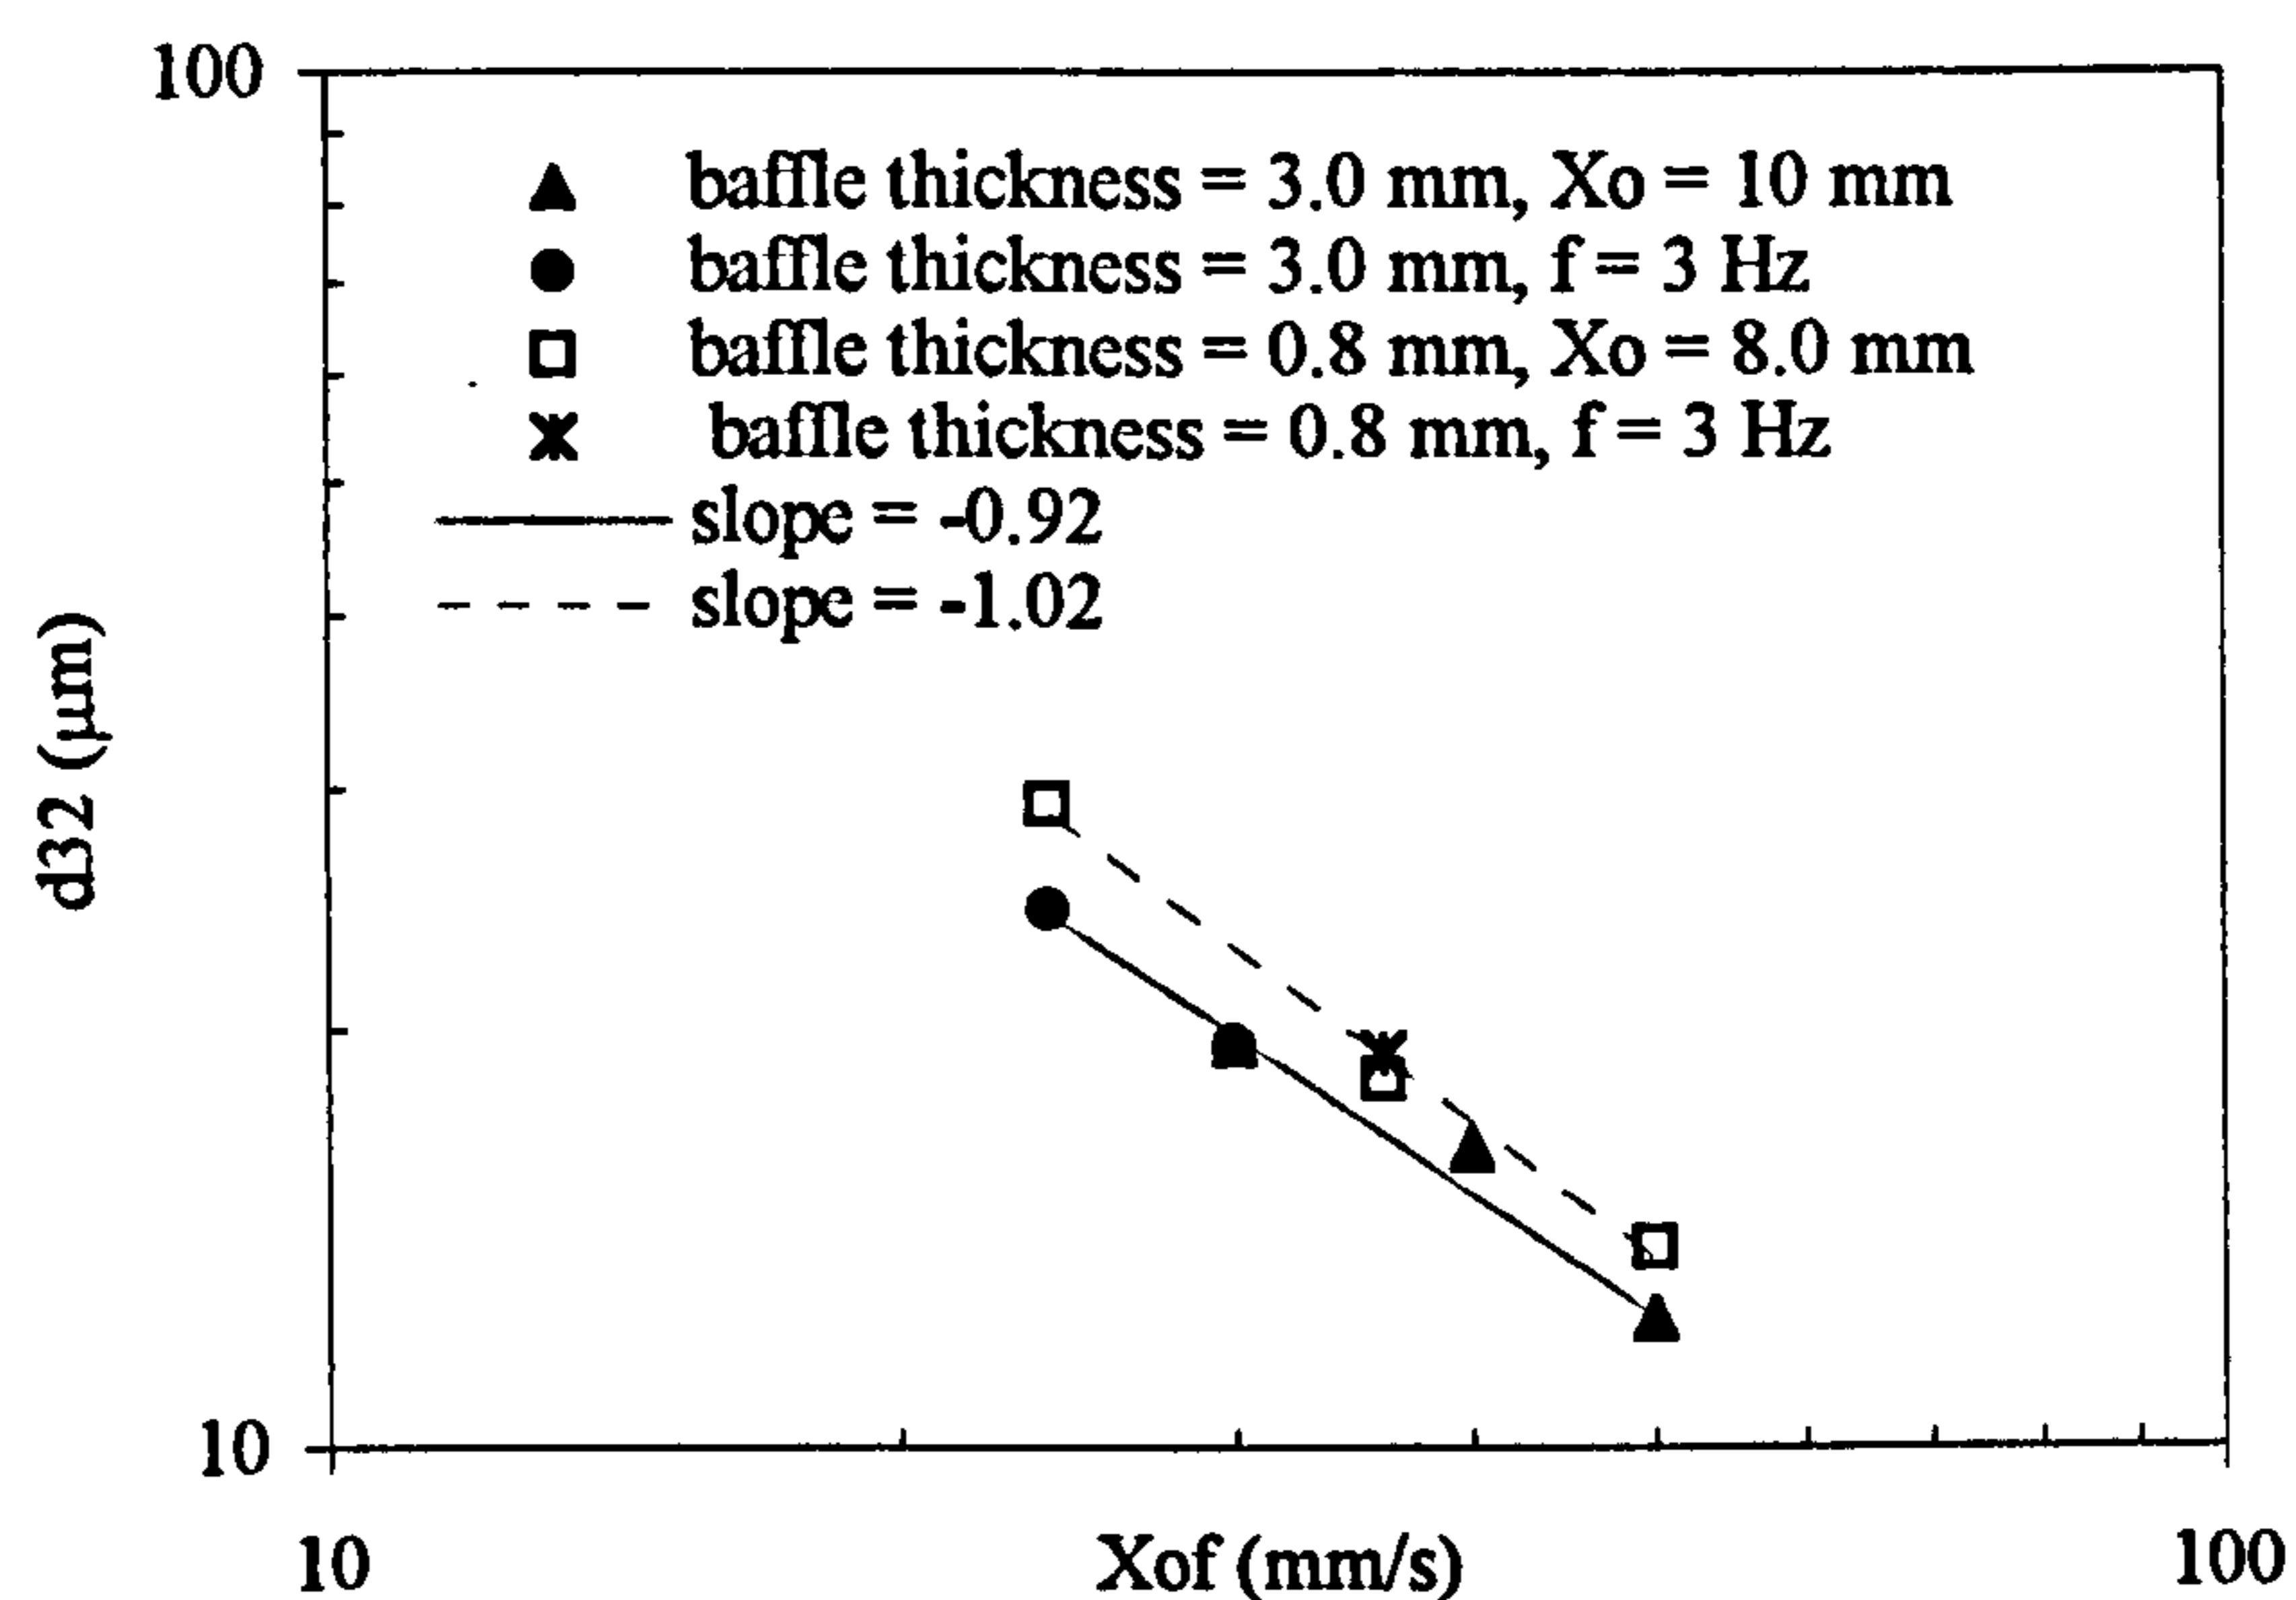 100
baffle thickness = 3.0 mm, Xo = 10 mm
baffle thickness = 3.0 mm, f = 3 Hz
baffle thickness = 0.8 mm, Xo = 8.0 mm
baffle thickness = 0.8 mm, f = 3 Hz
slope = -0.92
slope = -1.02
d32 (μm)
10
10
Xof (mm/s)
100